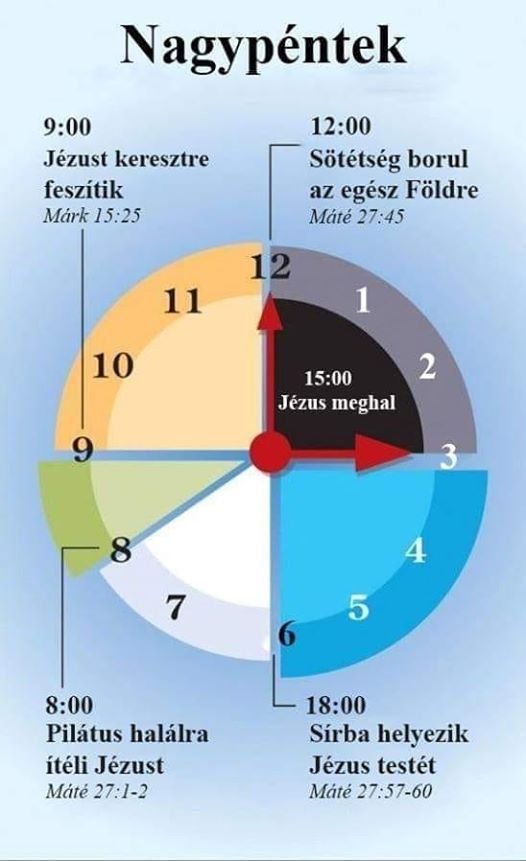 Nagypéntek
9:00
Jézust keresztre
feszítik
Márk 15:25
12:00
Sötétség borul
az egész Földre
Máté 27:45
12
11
1
10
2
15:00
Jézus meghal
9
3
8
4
7
5
6
8:00
Pilátus halálra
ítéli Jézust
Máté 27:1-2
18:00
Sírba helyezik
Jézus testét
Máté 27:57-60